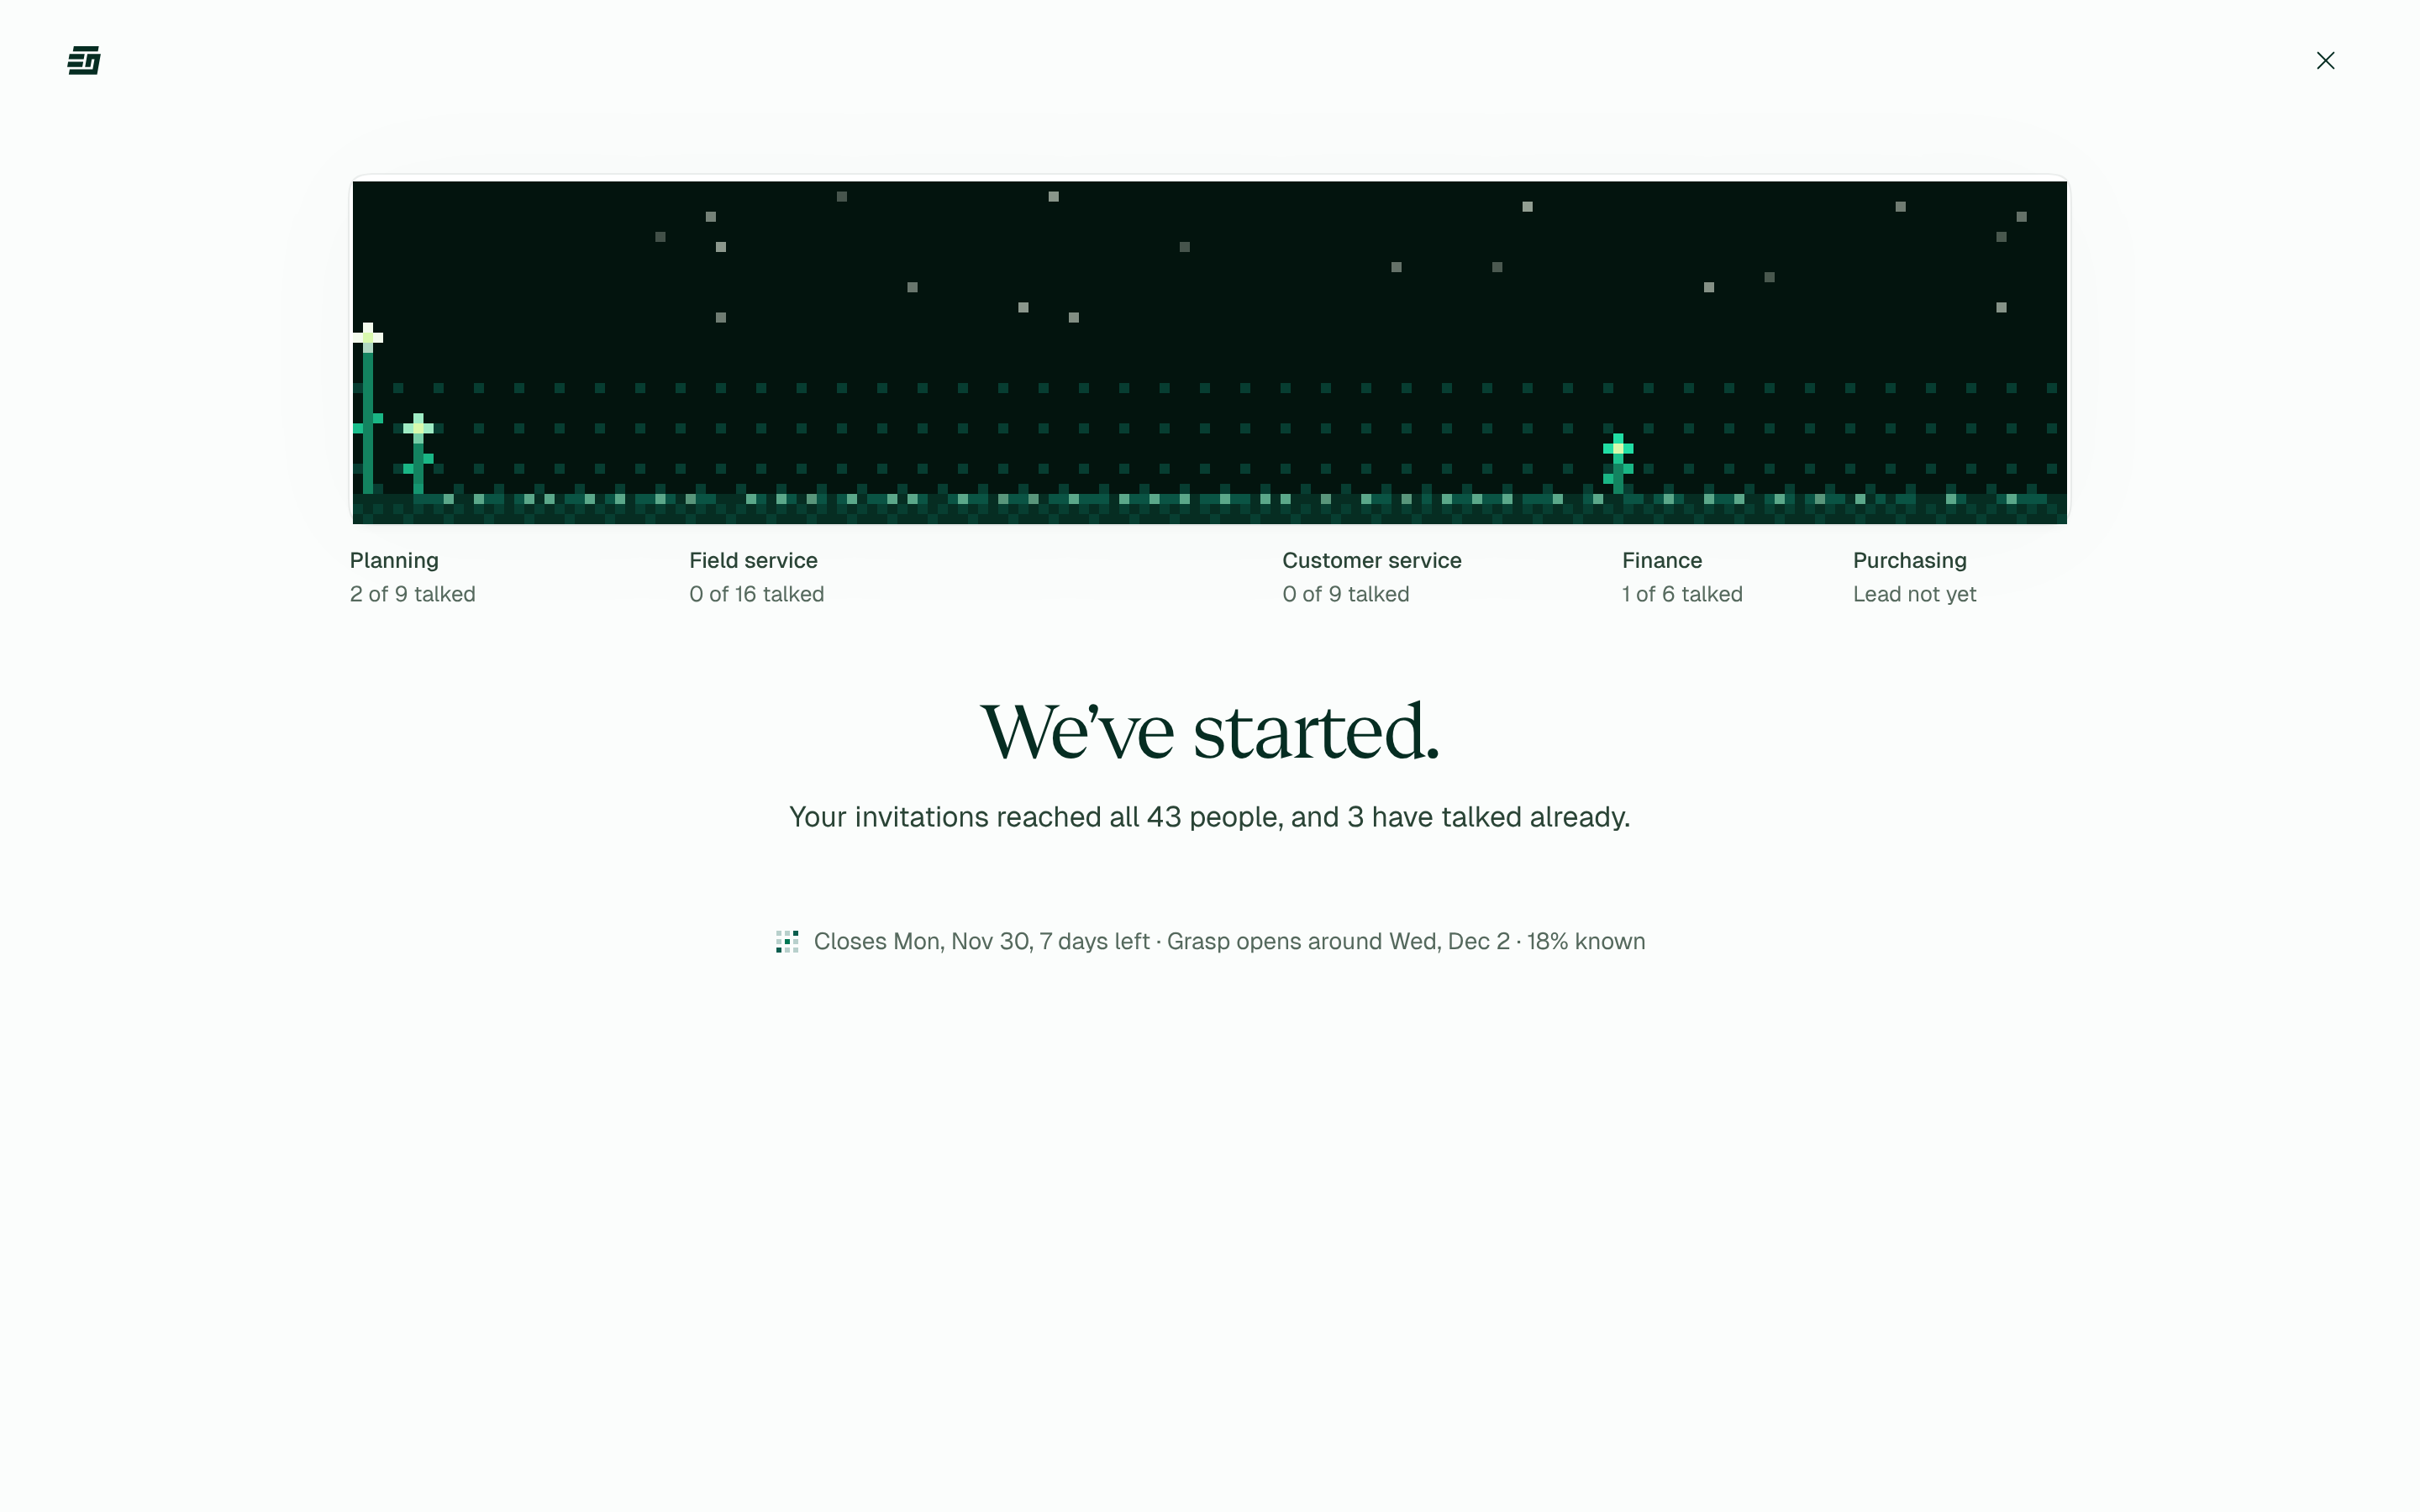 Planning
2 of 9 talked
Field service
0 of 16 talked
Customer service
0 of 9 talked
Finance
1 of 6 talked
Purchasing
Lead not yet
We’ve started.
Your invitations reached all 43 people, and 3 have talked already.
Closes Mon, Nov 30, 7 days left · Grasp opens around Wed, Dec 2 · 18% known